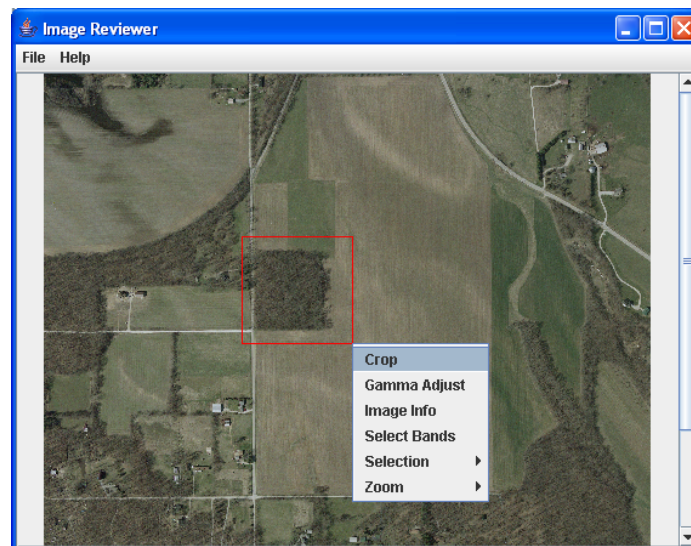 Image Reviewer
File Help
Crop
Gamma Adjust
Image Info
Select Bands
Selection
Zoom